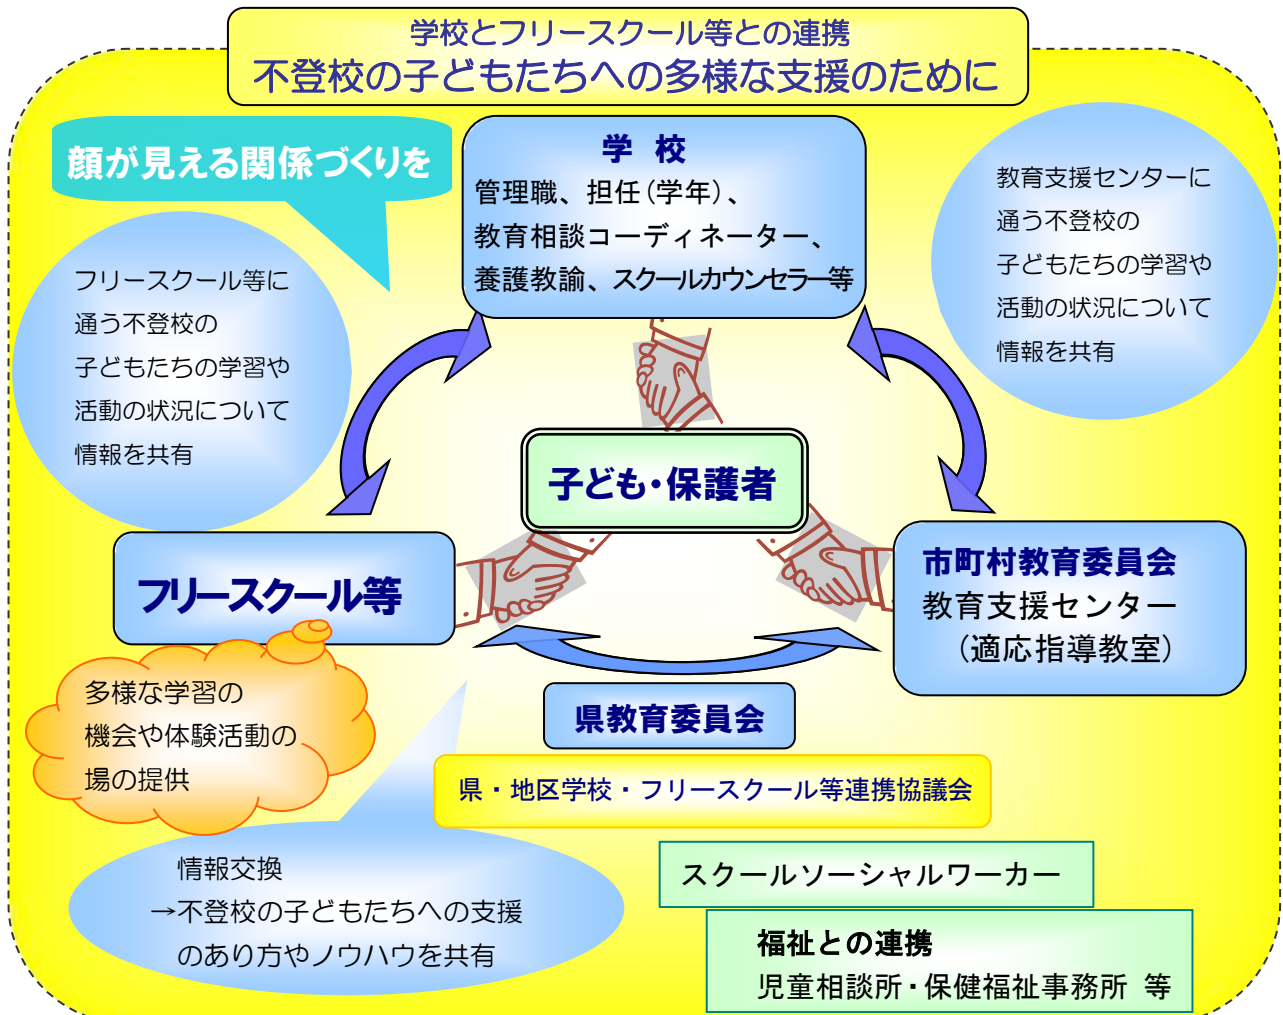 学校とフリースクール等との連携
不登校の子どもたちへの多様な支援のために
顔が見える関係づくりを
学 校
管理職、担任(学年)、
教育相談コーディネーター、
養護教諭、スクールカウンセラー等
教育支援センターに
通う不登校の
子どもたちの学習や
活動の状況について
情報を共有
フリースクール等に
通う不登校の
子どもたちの学習や
活動の状況について
情報を共有
子ども・保護者
フリースクール等
市町村教育委員会
教育支援センター
(適応指導教室)
多様な学習の
機会や体験活動の
場の提供
県教育委員会
県・地区学校・フリースクール等連携協議会
情報交換
→不登校の子どもたちへの支援
のあり方やノウハウを共有
スクールソーシャルワーカー
福祉との連携
児童相談所・保健福祉事務所 等